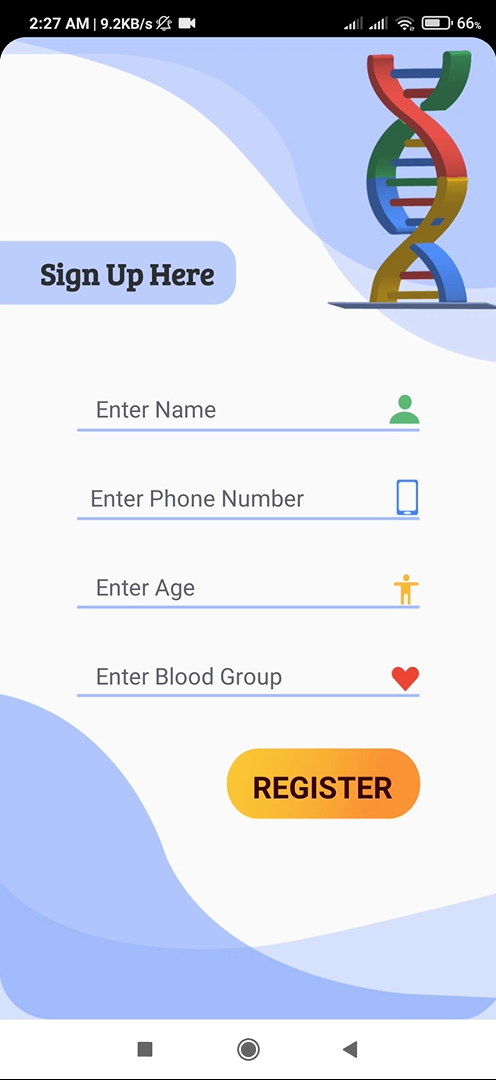 2:27 AM | 9.2KB/s 66%
Sign Up Here
Enter Name
Enter Phone Number
Enter Age
Enter Blood Group
REGISTER